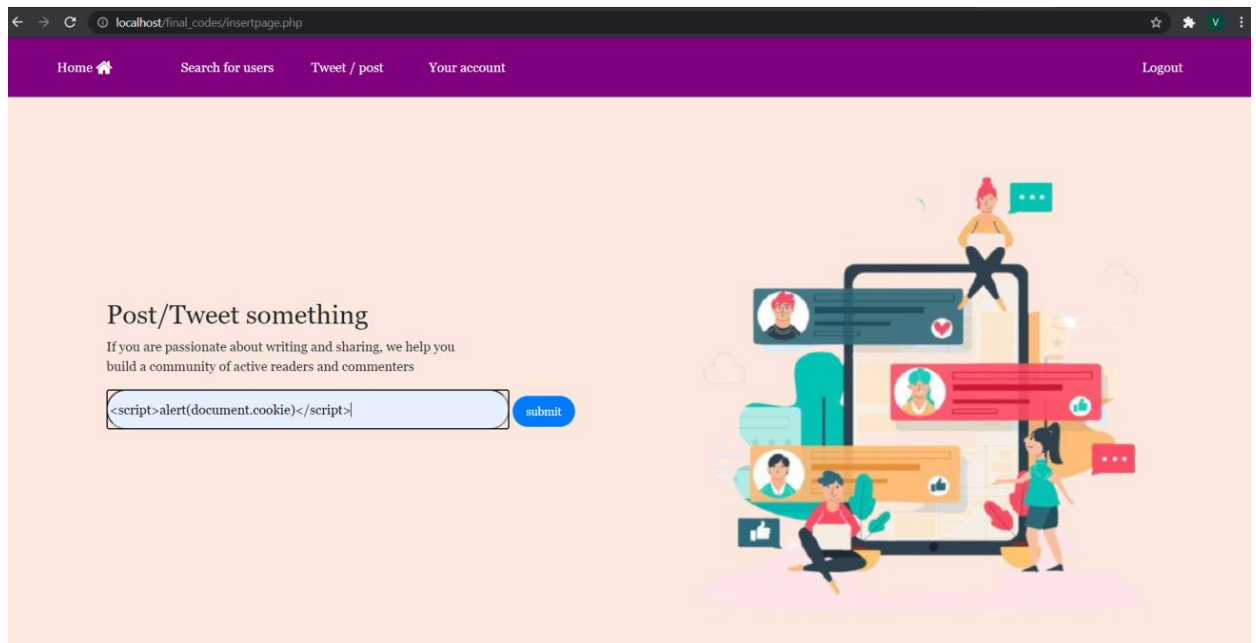 localhost/final_codes/insertpage.php
V
Home Search for users Tweet / post Your account Logout
Post/Tweet something
If you are passionate about writing and sharing, we help you
build a community of active readers and commenters
<script>alert(document.cookie)</script>
submit